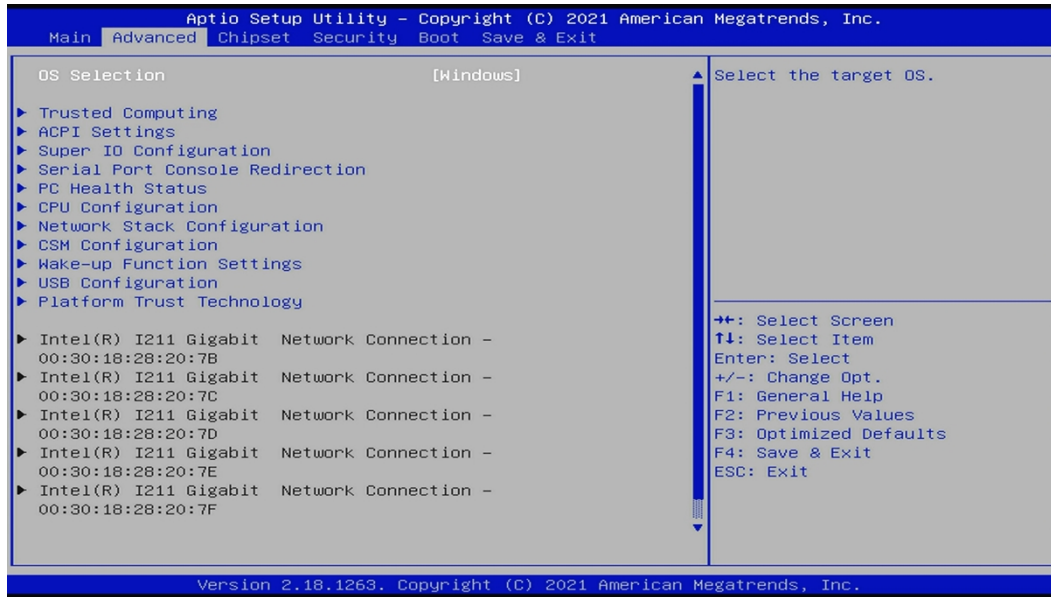 Aptio Setup Utility – Copyright (C) 2021 American Megatrends, Inc.
Main Advanced Chipset Security Boot Save & Exit
OS Selection [Windows]
Trusted Computing
ACPI Settings
Super IO Configuration
Serial Port Console Redirection
PC Health Status
CPU Configuration
Network Stack Configuration
CSM Configuration
Wake-up Function Settings
USB Configuration
Platform Trust Technology
Intel(R) I211 Gigabit Network Connection –
00:30:18:28:20:7B
Intel(R) I211 Gigabit Network Connection –
00:30:18:28:20:7C
Intel(R) I211 Gigabit Network Connection –
00:30:18:28:20:7D
Intel(R) I211 Gigabit Network Connection –
00:30:18:28:20:7E
Intel(R) I211 Gigabit Network Connection –
00:30:18:28:20:7F
Select the target OS.
→←: Select Screen
↑↓: Select Item
Enter: Select
+/-: Change Opt.
F1: General Help
F2: Previous Values
F3: Optimized Defaults
F4: Save & Exit
ESC: Exit
Version 2.18.1263. Copyright (C) 2021 American Megatrends, Inc.